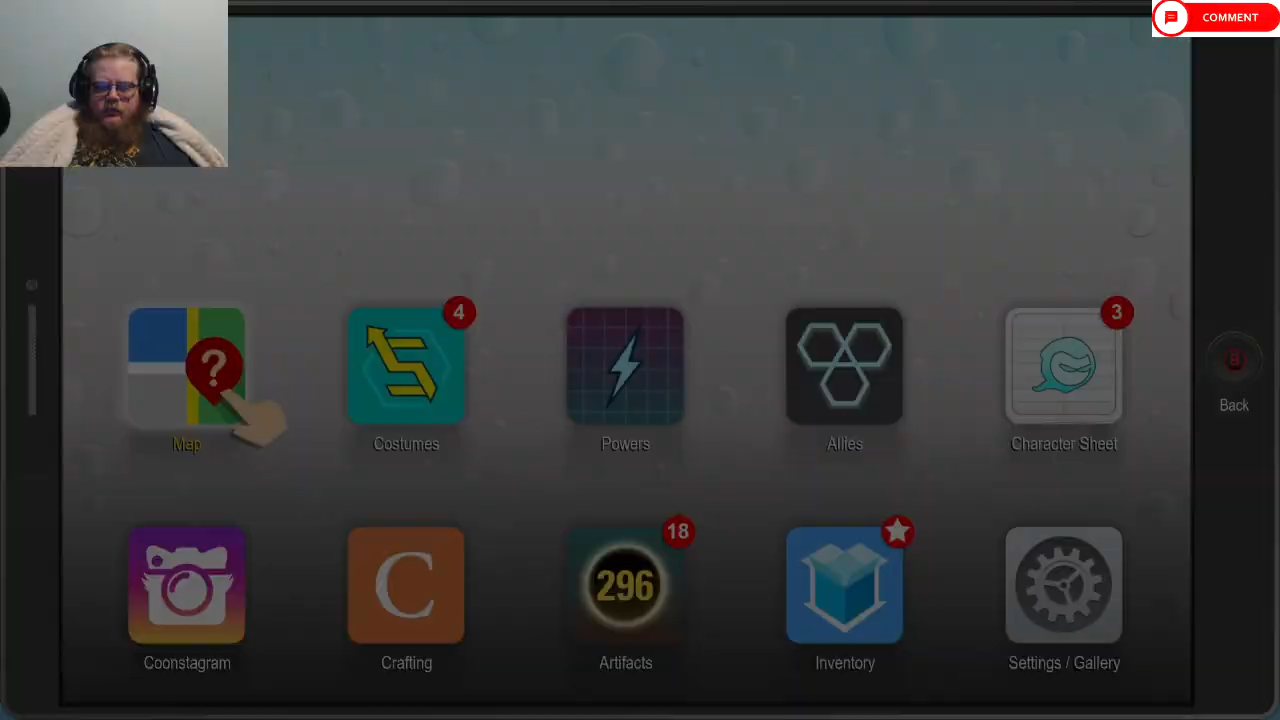 COMMENT
4
3
?
B
Back
Map
Costumes
Powers
Allies
Character Sheet
18
C
296
Coonstagram
Crafting
Artifacts
Inventory
Settings / Gallery